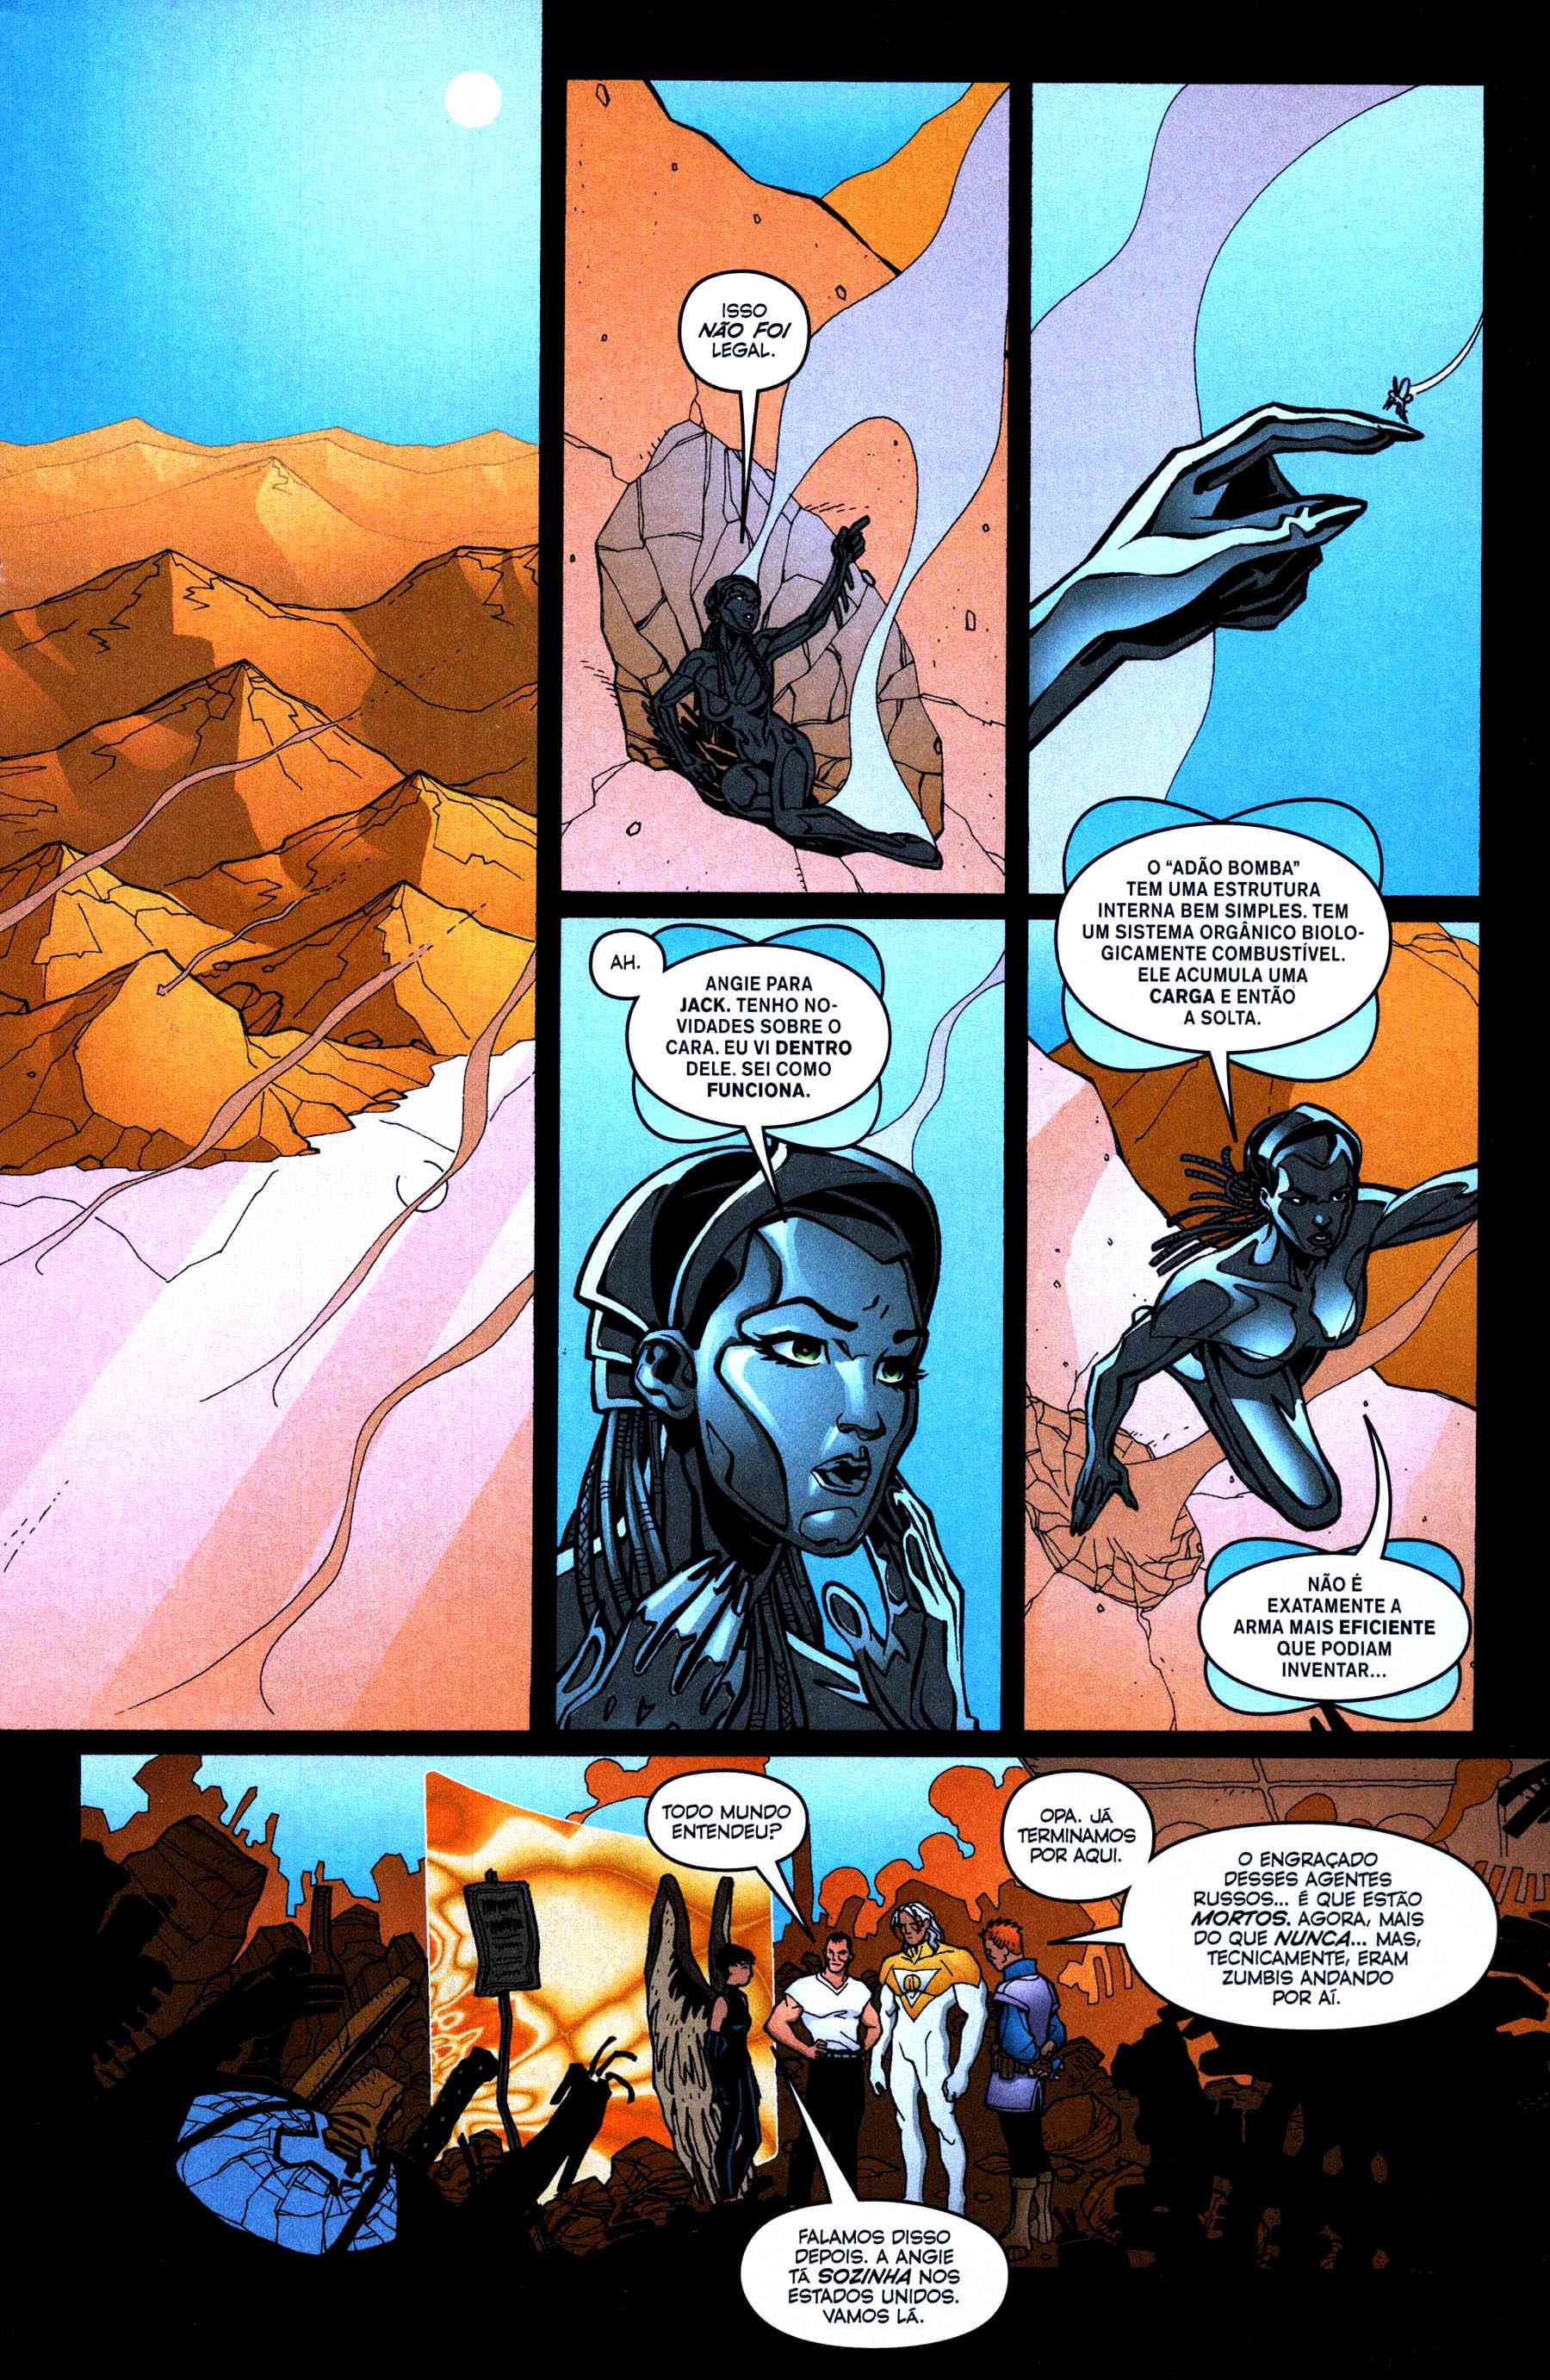 ISSO
NÃO FOI
LEGAL.
AH.
ANGIE PARA
JACK. TENHO NO-
VIDADES SOBRE O
CARA. EU VI DENTRO
DELE. SEI COMO
FUNCIONA.
O “ADÃO BOMBA”
TEM UMA ESTRUTURA
INTERNA BEM SIMPLES. TEM
UM SISTEMA ORGÂNICO BIOLO-
GICAMENTE COMBUSTÍVEL.
ELE ACUMULA UMA
CARGA E ENTÃO
A SOLTA.
NÃO É
EXATAMENTE A
ARMA MAIS EFICIENTE
QUE PODIAM
INVENTAR...
TODO MUNDO
ENTENDEU?
OPA. JÁ
TERMINAMOS
POR AQUI.
O ENGRAÇADO
DESSES AGENTES
RUSSOS... É QUE ESTÃO
MORTOS. AGORA, MAIS
DO QUE NUNCA... MAS,
TECNICAMENTE, ERAM
ZUMBIS ANDANDO
POR AÍ.
FALAMOS DISSO
DEPOIS. A ANGIE
TÁ SOZINHA NOS
ESTADOS UNIDOS.
VAMOS LÁ.